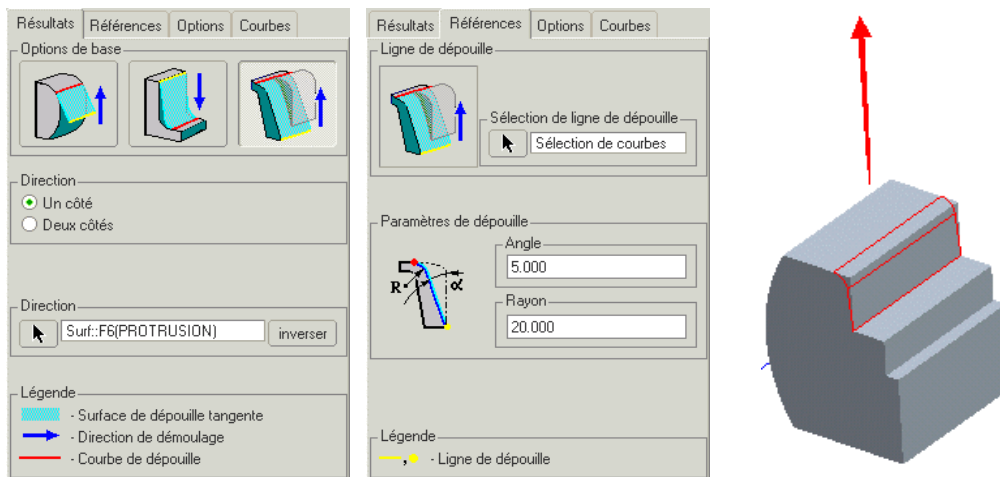 Résultats Références Options Courbes
Options de base
Direction
Un côté
Deux côtés
Direction
Surf::F6(PROTRUSION) inverser
Légende
- Surface de dépouille tangente
- Direction de démoulage
- Courbe de dépouille
Résultats Références Options Courbes
Ligne de dépouille
Sélection de ligne de dépouille
Sélection de courbes
Paramètres de dépouille
R
α
Angle
5.000
Rayon
20.000
Légende
- Ligne de dépouille